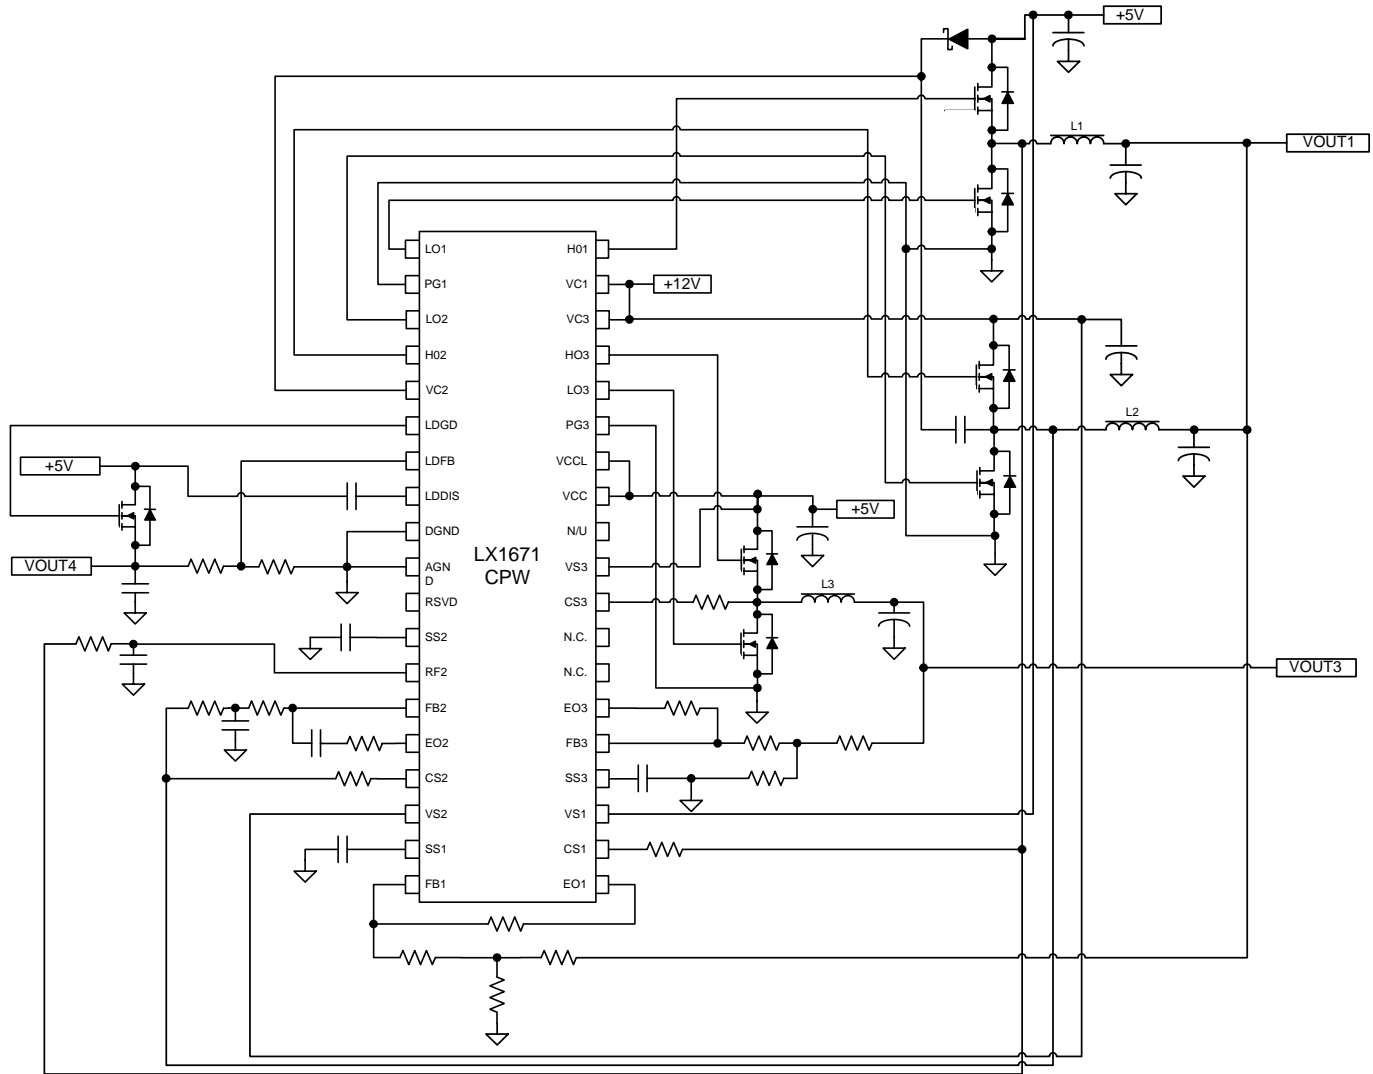 +5V
L1
VOUT1
LO1
H01
PG1
VC1
+12V
LO2
VC3
H02
HO3
VC2
LO3
L2
LDGD
PG3
+5V
LDFB
VCCL
LDDIS
VCC
+5V
DGND
N/U
LX1671
CPW
VOUT4
AGN
D
VS3
L3
RSVD
CS3
SS2
N.C.
RF2
N.C.
VOUT3
FB2
EO3
EO2
FB3
CS2
SS3
VS2
VS1
SS1
CS1
FB1
EO1